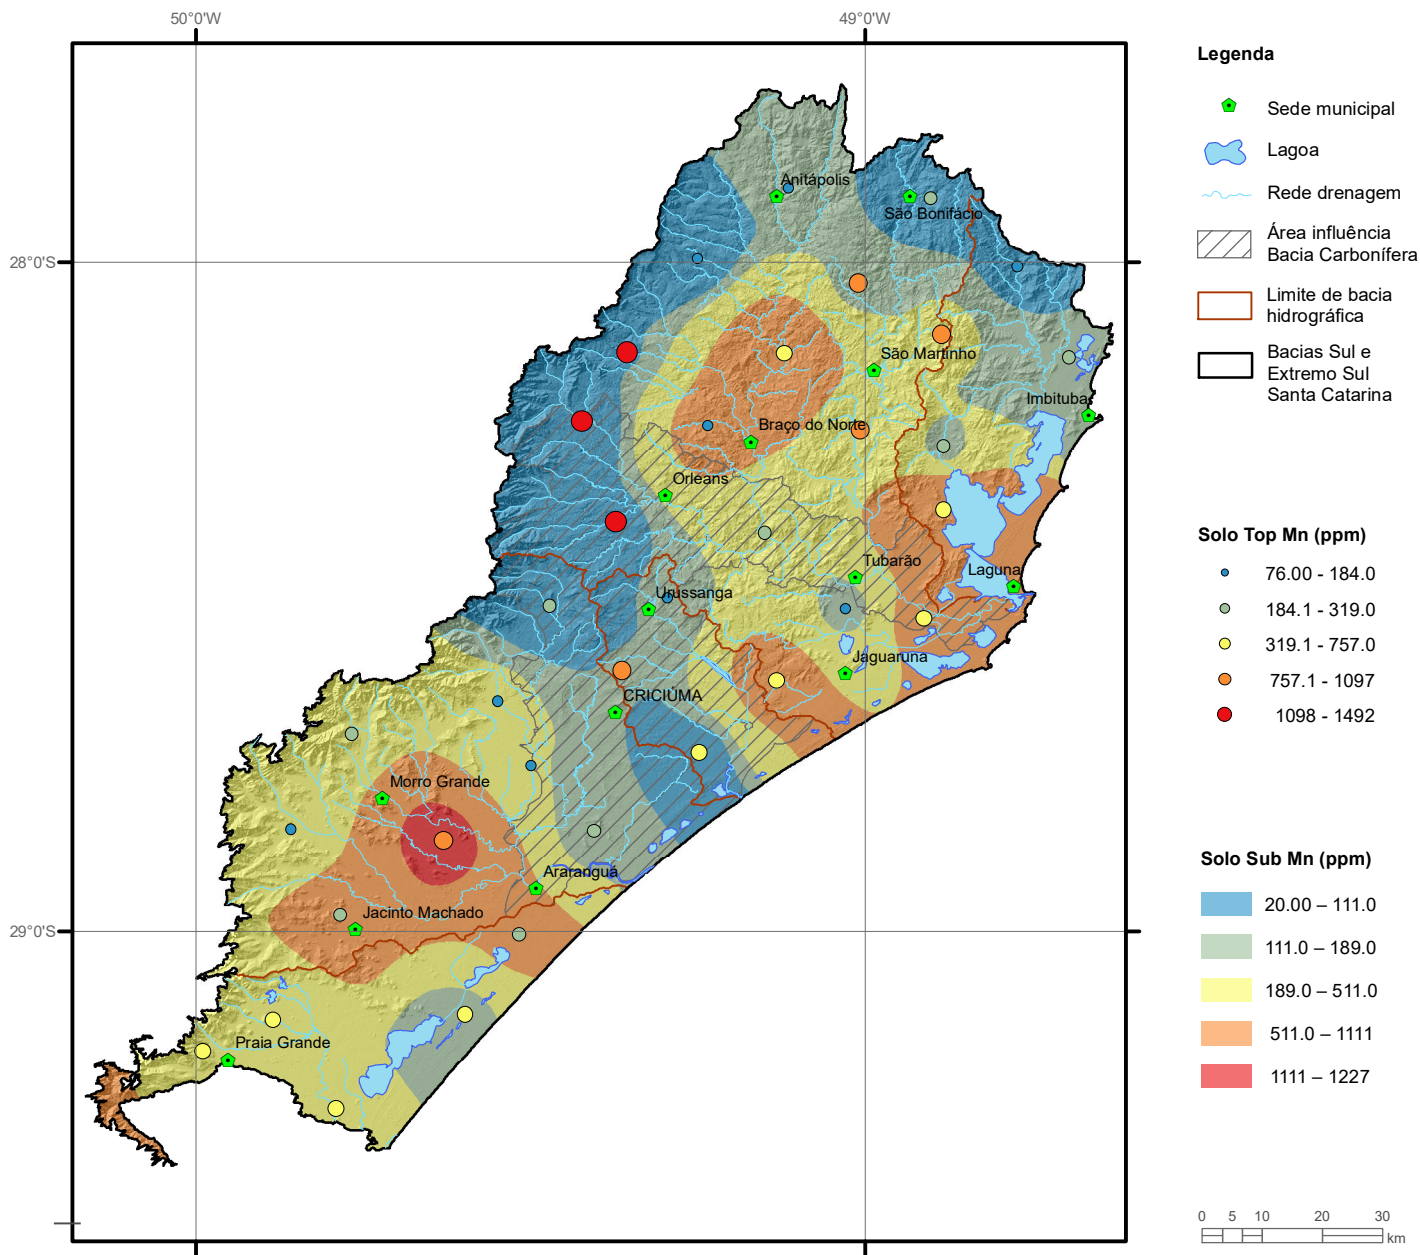 50°0'W
49°0'W
28°0'S
29°0'S
Anitápolis
São Bonifácio
São Martinho
Imbituba
Braço do Norte
Orleans
Tubarão
Laguna
Urussanga
Jaguaruna
CRICIÚMA
Morro Grande
Araranguá
Jacinto Machado
Praia Grande
Legenda
Sede municipal
Lagoa
Rede drenagem
Área influência
Bacia Carbonífera
Limite de bacia
hidrográfica
Bacias Sul e
Extremo Sul
Santa Catarina
Solo Top Mn (ppm)
76.00 - 184.0
184.1 - 319.0
319.1 - 757.0
757.1 - 1097
1098 - 1492
Solo Sub Mn (ppm)
20.00 – 111.0
111.0 – 189.0
189.0 – 511.0
511.0 – 1111
1111 – 1227
0 5 10 20 30
km